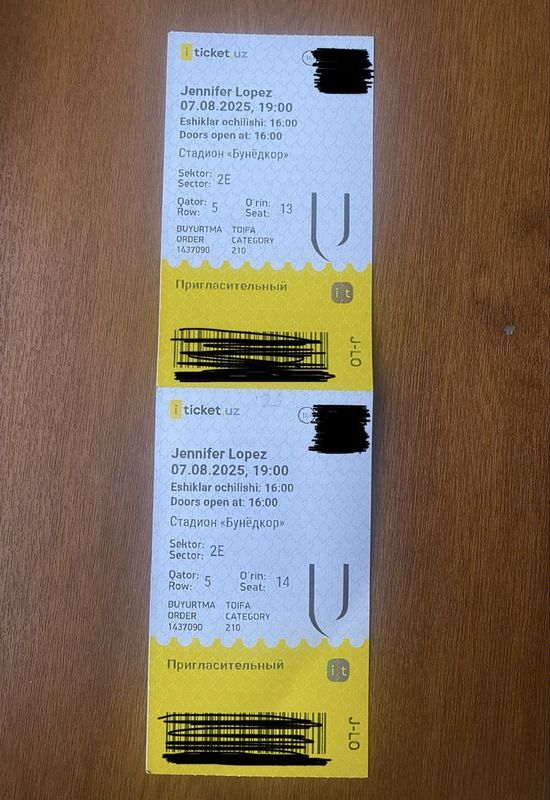 iticket.uz
Jennifer Lopez
07.08.2025, 19:00
Eshiklar ochilishi: 16:00
Doors open at: 16:00
Стадион «Бунёдкор»
Sektor:
Sector: 2E
Qator: O'rin:
Row: 5 Seat: 13
BUYURTMA TOIFA
ORDER CATEGORY
1437090 210
Пригласительный
i t
J-LO
iticket.uz
Jennifer Lopez
07.08.2025, 19:00
Eshiklar ochilishi: 16:00
Doors open at: 16:00
Стадион «Бунёдкор»
Sektor:
Sector: 2E
Qator: O'rin:
Row: 5 Seat: 14
BUYURTMA TOIFA
ORDER CATEGORY
1437090 210
Пригласительный
i t
J-LO